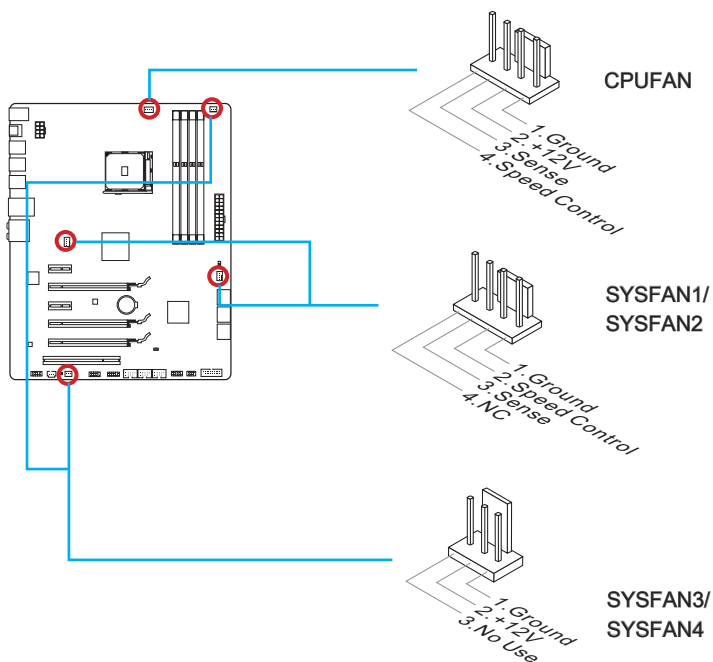 CPUFAN
1.Ground
2.+12V
3.Sense
4.Speed Control
SYSFAN1/
SYSFAN2
1.Ground
2.Speed Control
3.Sense
4.NC
SYSFAN3/
SYSFAN4
1.Ground
2.+12V
3.No Use